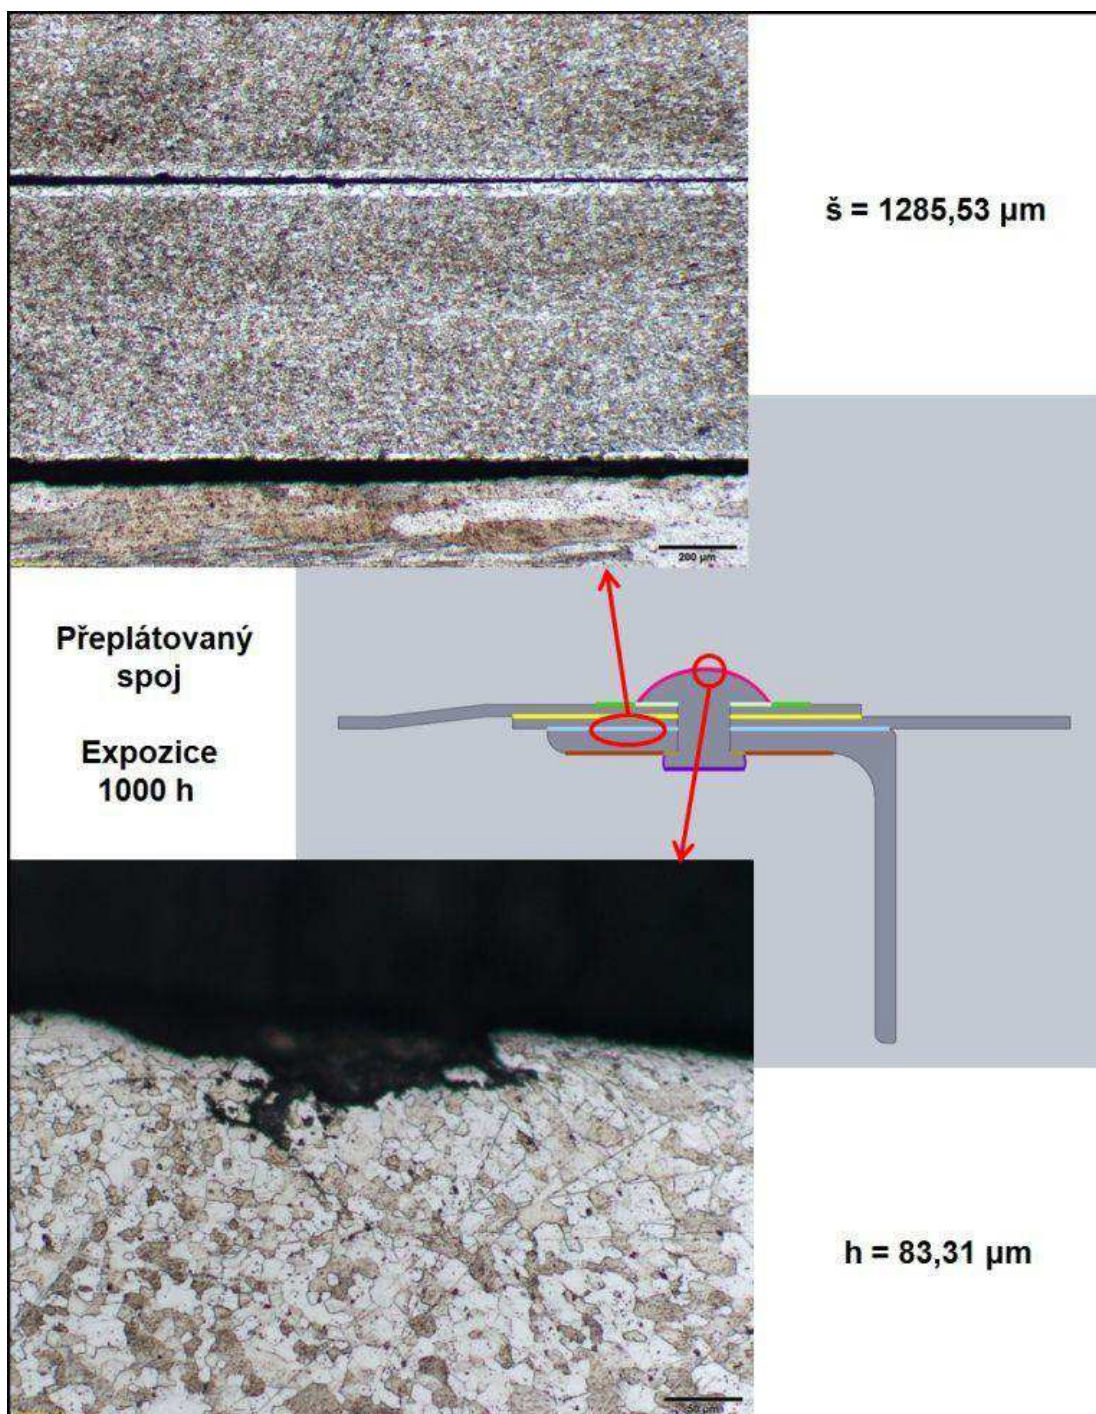 š = 1285,53 µm
200 µm
Přeplátovaný
spoj
Expozice
1000 h
h = 83,31 µm
50 µm